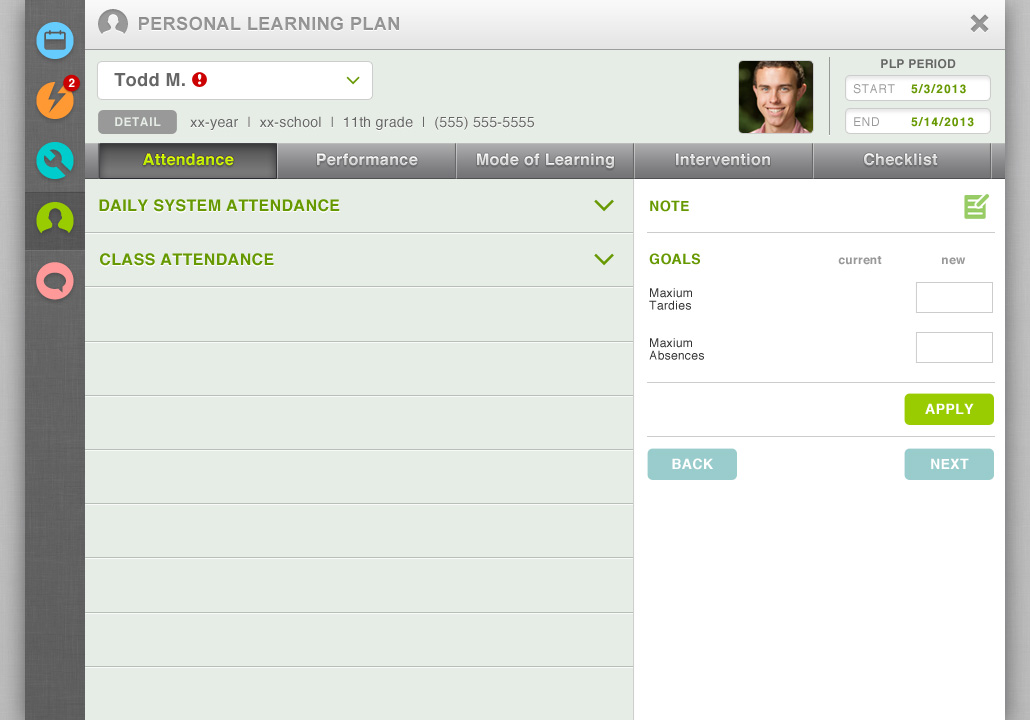 PERSONAL LEARNING PLAN
2
Todd M.
PLP PERIOD
START 5/3/2013
END 5/14/2013
DETAIL xx-year | xx-school | 11th grade | (555) 555-5555
Attendance Performance Mode of Learning Intervention Checklist
DAILY SYSTEM ATTENDANCE
CLASS ATTENDANCE
NOTE
GOALS current new
Maxium
Tardies
Maxium
Absences
APPLY
BACK NEXT